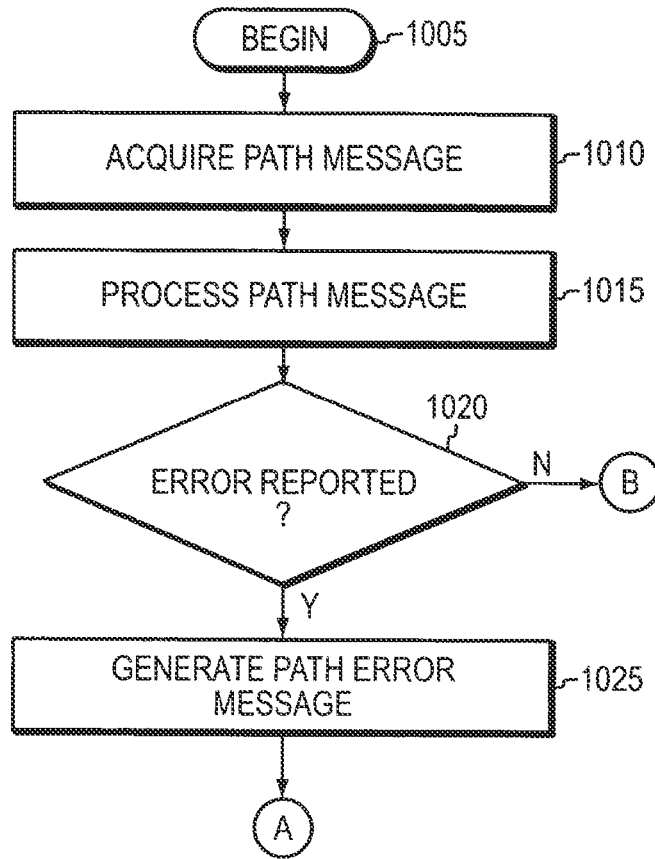 BEGIN
1005
ACQUIRE PATH MESSAGE
1010
PROCESS PATH MESSAGE
1015
1020
ERROR REPORTED
?
N
B
Y
GENERATE PATH ERROR
MESSAGE
1025
A